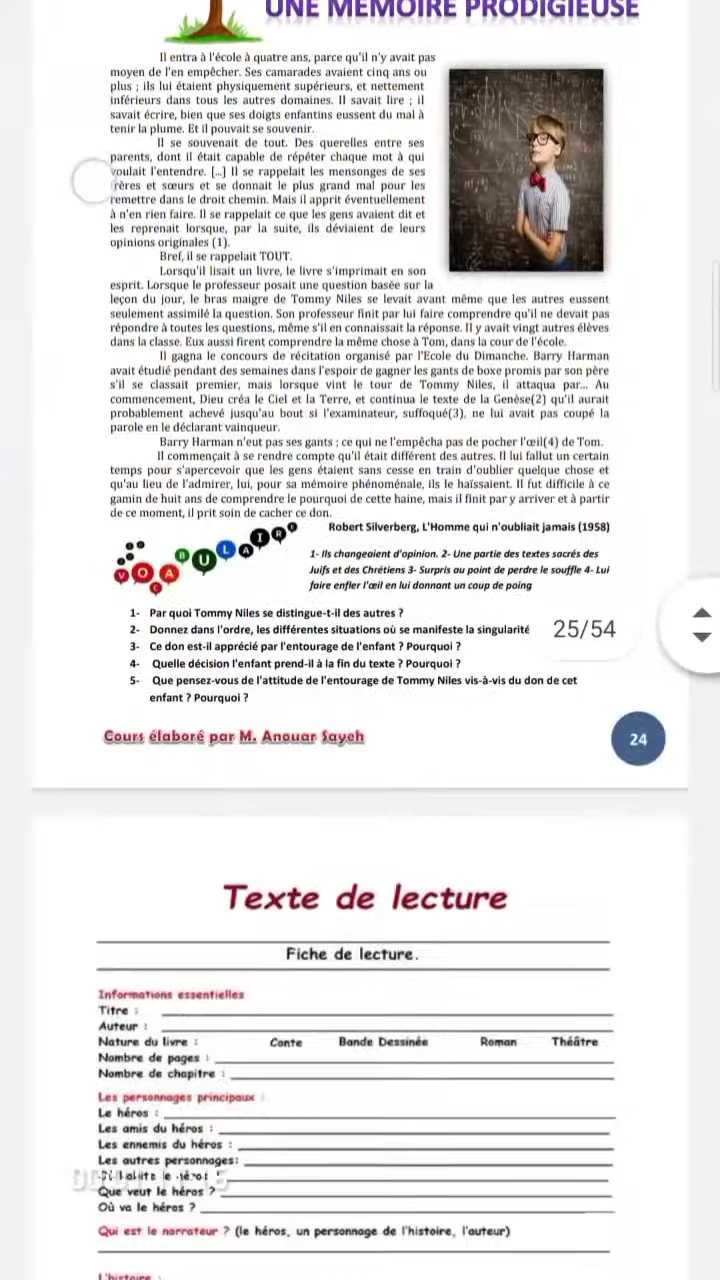 UNE MÉMOIRE PRODIGIEUSE
Il entra à l'école à quatre ans, parce qu'il n'y avait pas
moyen de l'en empêcher. Ses camarades avaient cinq ans ou
plus ; ils lui étaient physiquement supérieurs, et nettement
inférieurs dans tous les autres domaines. Il savait lire ; il
savait écrire, bien que ses doigts enfantins eussent du mal à
tenir la plume. Et il pouvait se souvenir.
Il se souvenait de tout. Des querelles entre ses
parents, dont il était capable de répéter chaque mot à qui
voulait l'entendre. [...] Il se rappelait les mensonges de ses
frères et sœurs et se donnait le plus grand mal pour les
remettre dans le droit chemin. Mais il apprit éventuellement
à n'en rien faire. Il se rappelait ce que les gens avaient dit et
les reprenait lorsque, par la suite, ils déviaient de leurs
opinions originales (1).
Bref, il se rappelait TOUT.
Lorsqu'il lisait un livre, le livre s'imprimait en son
esprit. Lorsque le professeur posait une question basée sur la
leçon du jour, le bras maigre de Tommy Niles se levait avant même que les autres eussent
seulement assimilé la question. Son professeur finit par lui faire comprendre qu'il ne devait pas
répondre à toutes les questions, même s'il en connaissait la réponse. Il y avait vingt autres élèves
dans la classe. Eux aussi firent comprendre la même chose à Tom, dans la cour de l'école.
Il gagna le concours de récitation organisé par l'Ecole du Dimanche. Barry Harman
avait étudié pendant des semaines dans l'espoir de gagner les gants de boxe promis par son père
s'il se classait premier, mais lorsque vint le tour de Tommy Niles, il attaqua par... Au
commencement, Dieu créa le Ciel et la Terre, et continua le texte de la Genèse(2) qu'il aurait
probablement achevé jusqu'au bout si l'examinateur, suffoqué(3), ne lui avait pas coupé la
parole en le déclarant vainqueur.
Barry Harman n'eut pas ses gants ; ce qui ne l'empêcha pas de pocher l'œil(4) de Tom.
Il commençait à se rendre compte qu'il était différent des autres. Il lui fallut un certain
temps pour s'apercevoir que les gens étaient sans cesse en train d'oublier quelque chose et
qu'au lieu de l'admirer, lui, pour sa mémoire phénoménale, ils le haïssaient. Il fut difficile à ce
gamin de huit ans de comprendre le pourquoi de cette haine, mais il finit par y arriver et à partir
de ce moment, il prit soin de cacher ce don.
Robert Silverberg, L'Homme qui n'oubliait jamais (1958)
VOCABULAIRE
1- Ils changeaient d'opinion. 2- Une partie des textes sacrés des
Juifs et des Chrétiens 3- Surpris au point de perdre le souffle 4- Lui
faire enfler l'œil en lui donnant un coup de poing
1- Par quoi Tommy Niles se distingue-t-il des autres ?
2- Donnez dans l'ordre, les différentes situations où se manifeste la singularité
25/54
3- Ce don est-il apprécié par l'entourage de l'enfant ? Pourquoi ?
4- Quelle décision l'enfant prend-il à la fin du texte ? Pourquoi ?
5- Que pensez-vous de l'attitude de l'entourage de Tommy Niles vis-à-vis du don de cet
enfant ? Pourquoi ?
Cours élaboré par M. Anouar Sayeh
24
Texte de lecture
Fiche de lecture.
Informations essentielles
Titre :
Auteur :
Nature du livre : Conte Bande Dessinée Roman Théâtre
Nombre de pages :
Nombre de chapitre :
Les personnages principaux :
Le héros :
Les amis du héros :
Les ennemis du héros :
Les autres personnages:
Que veut le héros ?
Où va le héros ?
Qui est le narrateur ? (le héros, un personnage de l'histoire, l'auteur)
L'histoire :